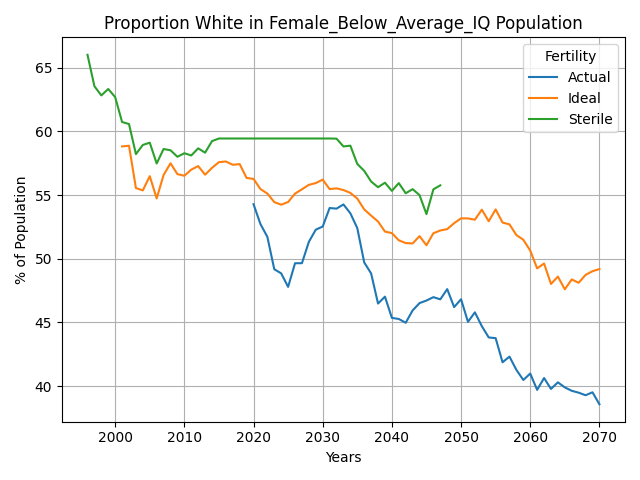 Proportion White in Female_Below_Average_IQ Population
% of Population
65
60
55
50
45
40
Fertility
Actual
Ideal
Sterile
2000 2010 2020 2030 2040 2050 2060 2070
Years